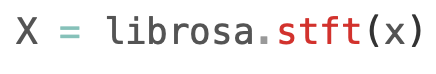 X = librosa.stft(x)